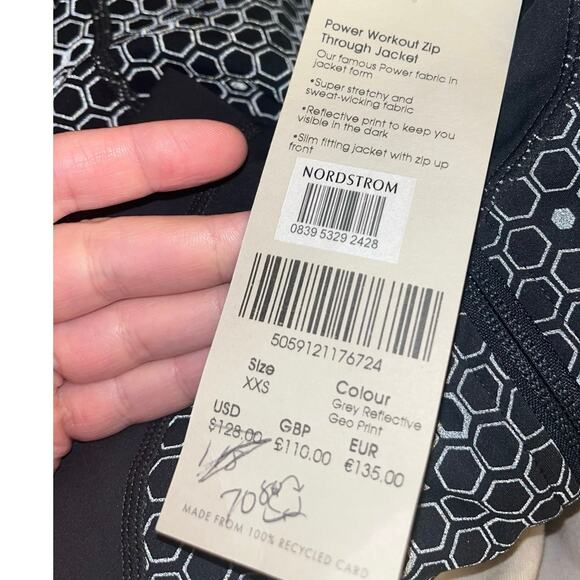 Power Workout Zip
Through Jacket
Our famous Power fabric in
jacket form
•Super stretchy and
sweat-wicking fabric
•Reflective print to keep you
visible in the dark
•Slim fitting jacket with zip up
front
NORDSTROM
0839 5329 2428
5059121176724
Size
XXS
Colour
Grey Reflective
Geo Print
USD
$128.00
GBP
£110.00
EUR
€135.00
70
MADE FROM 100% RECYCLED CARD